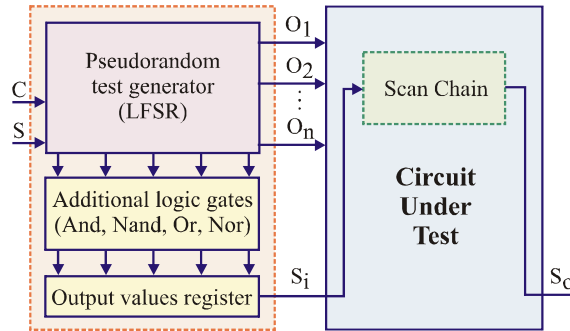 Pseudorandom
test generator
(LFSR)
C
S
O1
O2
⋮
On
Additional logic gates
(And, Nand, Or, Nor)
Output values register
Si
Scan Chain
Circuit
Under
Test
So